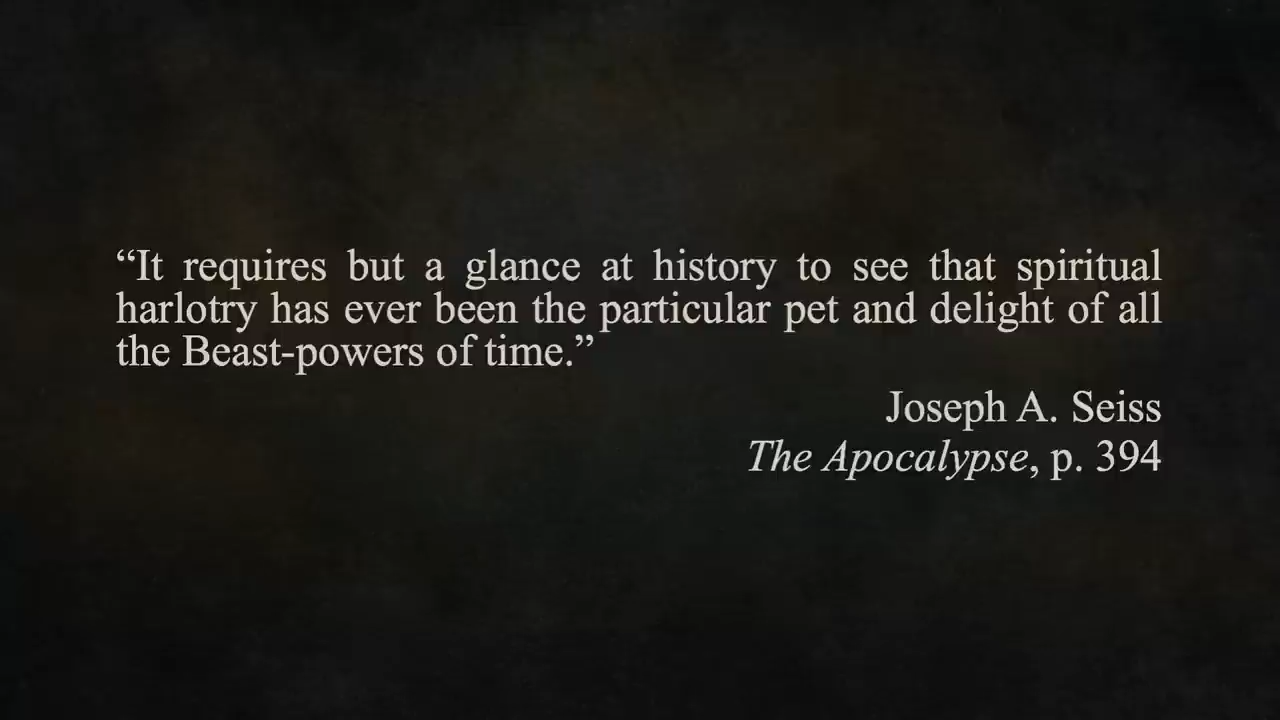 “It requires but a glance at history to see that spiritual
harlotry has ever been the particular pet and delight of all
the Beast-powers of time.”
Joseph A. Seiss
The Apocalypse, p. 394